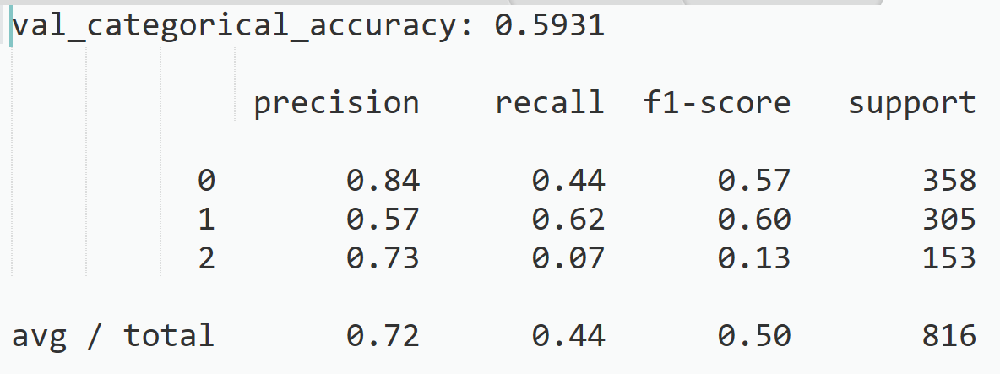 val_categorical_accuracy: 0.5931
precision recall f1-score support
0 0.84 0.44 0.57 358
1 0.57 0.62 0.60 305
2 0.73 0.07 0.13 153
avg / total 0.72 0.44 0.50 816